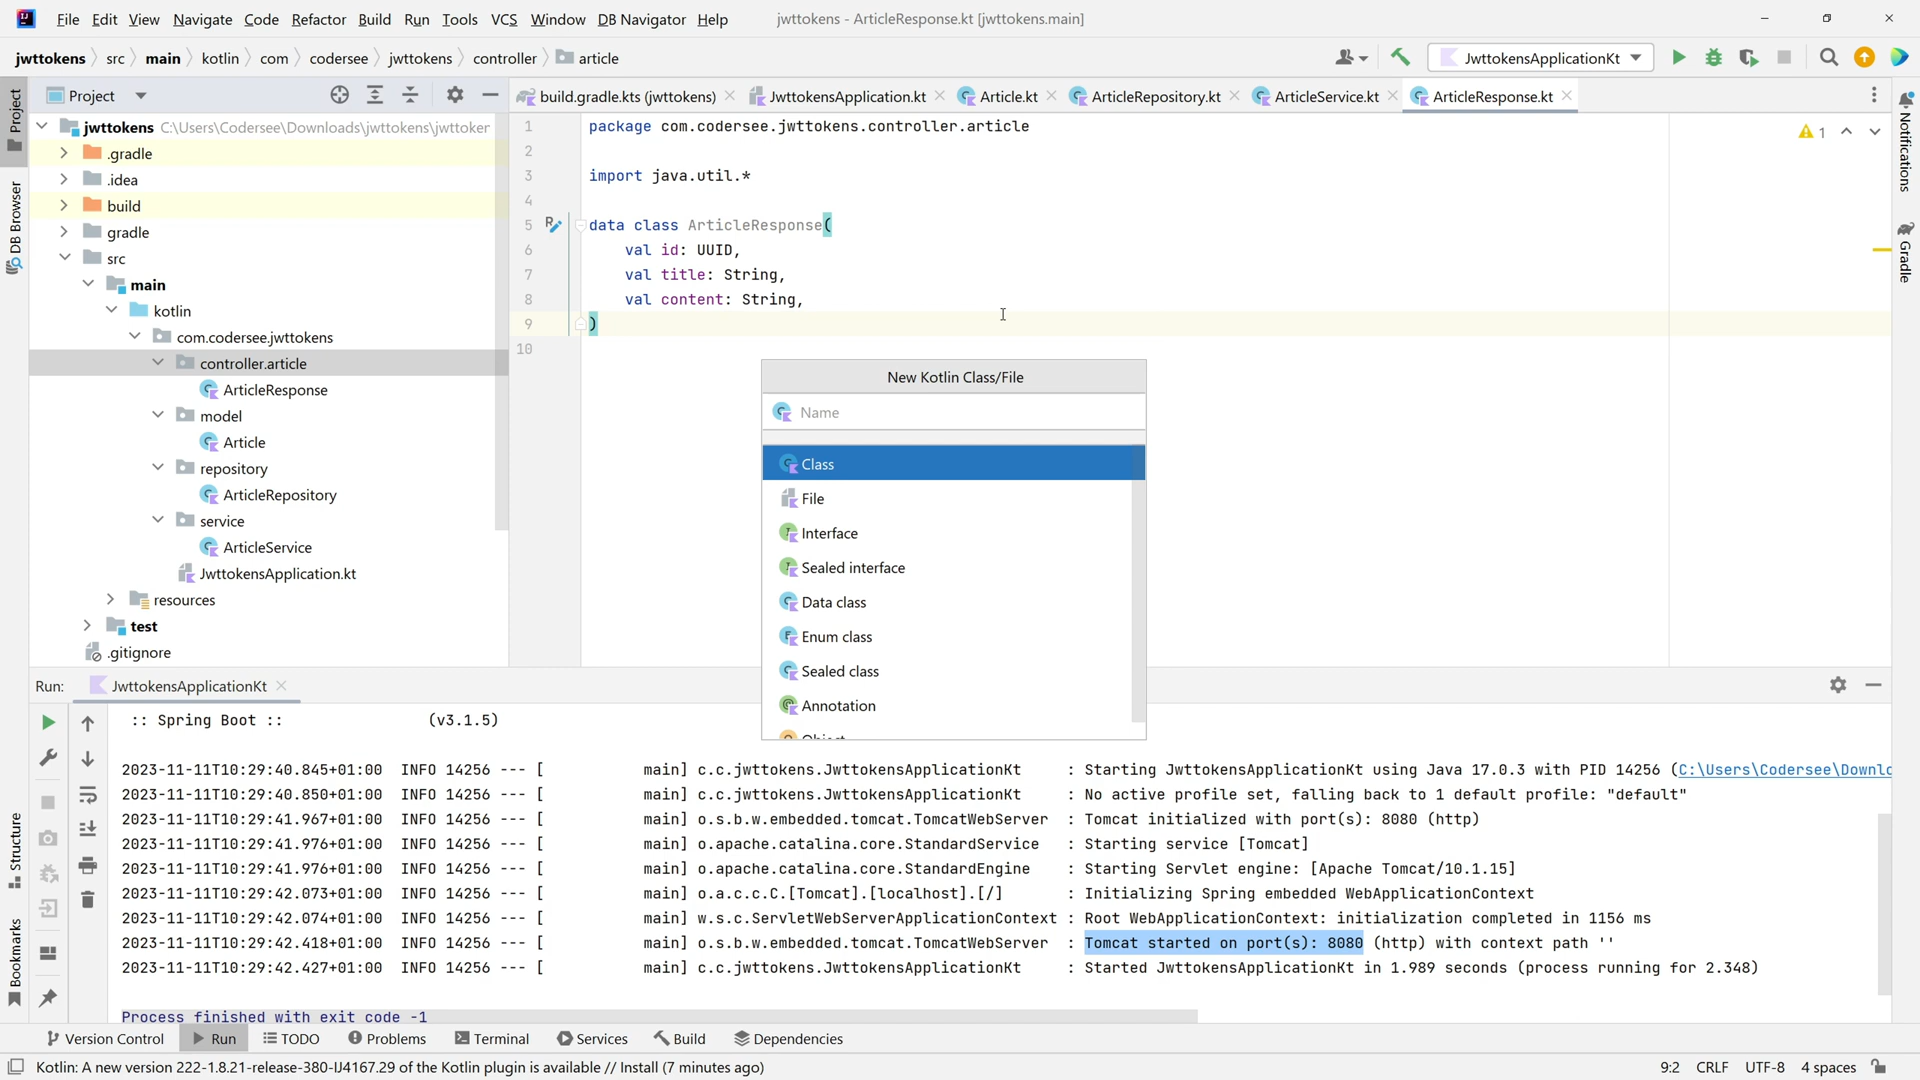 File Edit View Navigate Code Refactor Build Run Tools VCS Window DB Navigator Help jwttokens - ArticleResponse.kt [jwttokens.main]
jwttokens src main kotlin com codersee jwttokens controller article JwttokensApplicationKt
Project
build.gradle.kts (jwttokens) JwttokensApplication.kt Article.kt ArticleRepository.kt ArticleService.kt ArticleResponse.kt
Project
DB Browser
Structure
Bookmarks
Notifications
Gradle
jwttokens C:\Users\Codersee\Downloads\jwttokens\jwttoker
.gradle
.idea
build
gradle
src
main
kotlin
com.codersee.jwttokens
controller.article
ArticleResponse
model
Article
repository
ArticleRepository
service
ArticleService
JwttokensApplication.kt
resources
test
.gitignore
1 package com.codersee.jwttokens.controller.article
2
3 import java.util.*
4
5 data class ArticleResponse(
6 val id: UUID,
7 val title: String,
8 val content: String,
9 )
10
1
New Kotlin Class/File
Name
Class
File
Interface
Sealed interface
Data class
Enum class
Sealed class
Annotation
Object
Run: JwttokensApplicationKt
:: Spring Boot :: (v3.1.5)
2023-11-11T10:29:40.845+01:00 INFO 14256 --- [ main] c.c.jwttokens.JwttokensApplicationKt : Starting JwttokensApplicationKt using Java 17.0.3 with PID 14256 (C:\Users\Codersee\Downlo
2023-11-11T10:29:40.850+01:00 INFO 14256 --- [ main] c.c.jwttokens.JwttokensApplicationKt : No active profile set, falling back to 1 default profile: "default"
2023-11-11T10:29:41.967+01:00 INFO 14256 --- [ main] o.s.b.w.embedded.tomcat.TomcatWebServer : Tomcat initialized with port(s): 8080 (http)
2023-11-11T10:29:41.976+01:00 INFO 14256 --- [ main] o.apache.catalina.core.StandardService : Starting service [Tomcat]
2023-11-11T10:29:41.976+01:00 INFO 14256 --- [ main] o.apache.catalina.core.StandardEngine : Starting Servlet engine: [Apache Tomcat/10.1.15]
2023-11-11T10:29:42.073+01:00 INFO 14256 --- [ main] o.a.c.c.C.[Tomcat].[localhost].[/] : Initializing Spring embedded WebApplicationContext
2023-11-11T10:29:42.074+01:00 INFO 14256 --- [ main] w.s.c.ServletWebServerApplicationContext : Root WebApplicationContext: initialization completed in 1156 ms
2023-11-11T10:29:42.418+01:00 INFO 14256 --- [ main] o.s.b.w.embedded.tomcat.TomcatWebServer : Tomcat started on port(s): 8080 (http) with context path ''
2023-11-11T10:29:42.427+01:00 INFO 14256 --- [ main] c.c.jwttokens.JwttokensApplicationKt : Started JwttokensApplicationKt in 1.989 seconds (process running for 2.348)
Process finished with exit code -1
Version Control Run TODO Problems Terminal Services Build Dependencies
Kotlin: A new version 222-1.8.21-release-380-IJ4167.29 of the Kotlin plugin is available // Install (7 minutes ago) 9:2 CRLF UTF-8 4 spaces